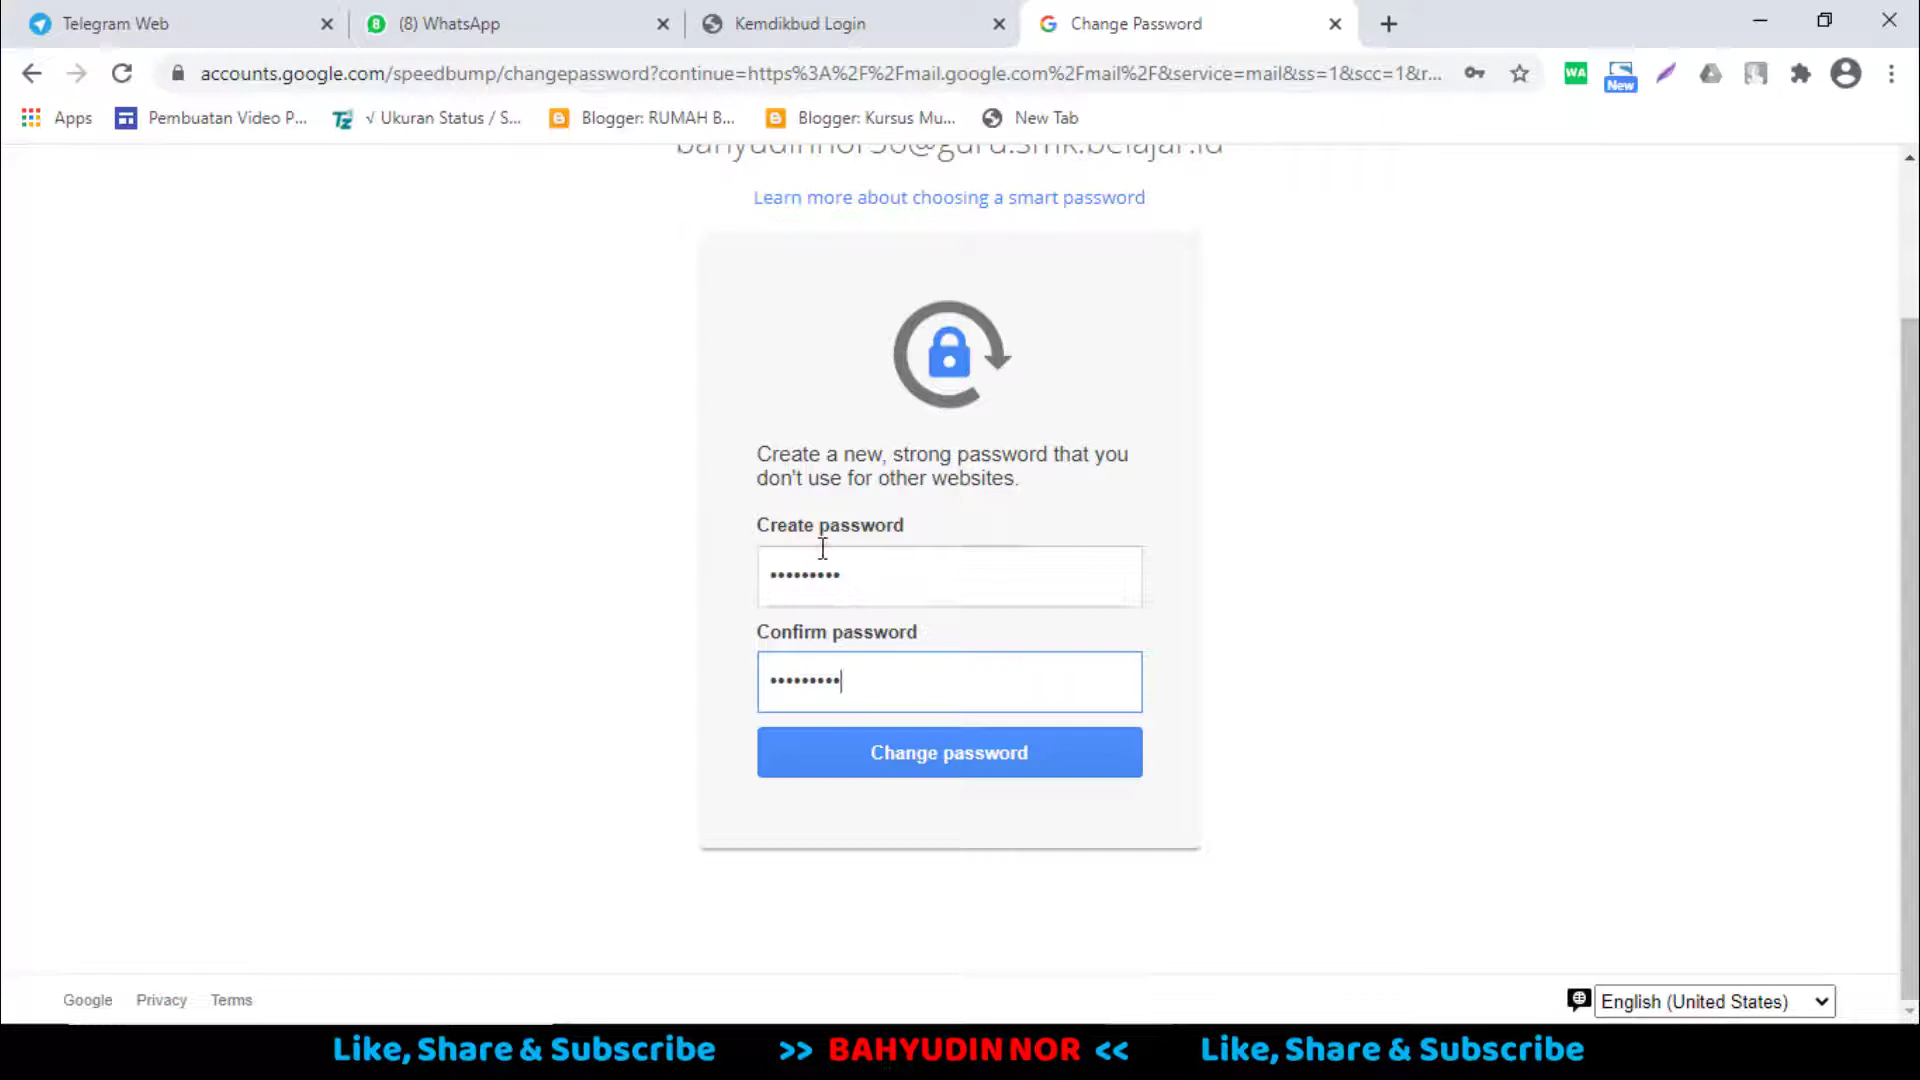 Telegram Web
(8) WhatsApp
Kemdikbud Login
Change Password
accounts.google.com/speedbump/changepassword?continue=https%3A%2F%2Fmail.google.com%2Fmail%2F&service=mail&ss=1&scc=1&r...
WA
New
Apps
Pembuatan Video P...
√ Ukuran Status / S...
Blogger: RUMAH B...
Blogger: Kursus Mu...
New Tab
Learn more about choosing a smart password
Create a new, strong password that you
don't use for other websites.
Create password
•••••••••
Confirm password
•••••••••
Change password
Google
Privacy
Terms
English (United States)
Like, Share & Subscribe >> BAHYUDIN NOR << Like, Share & Subscribe